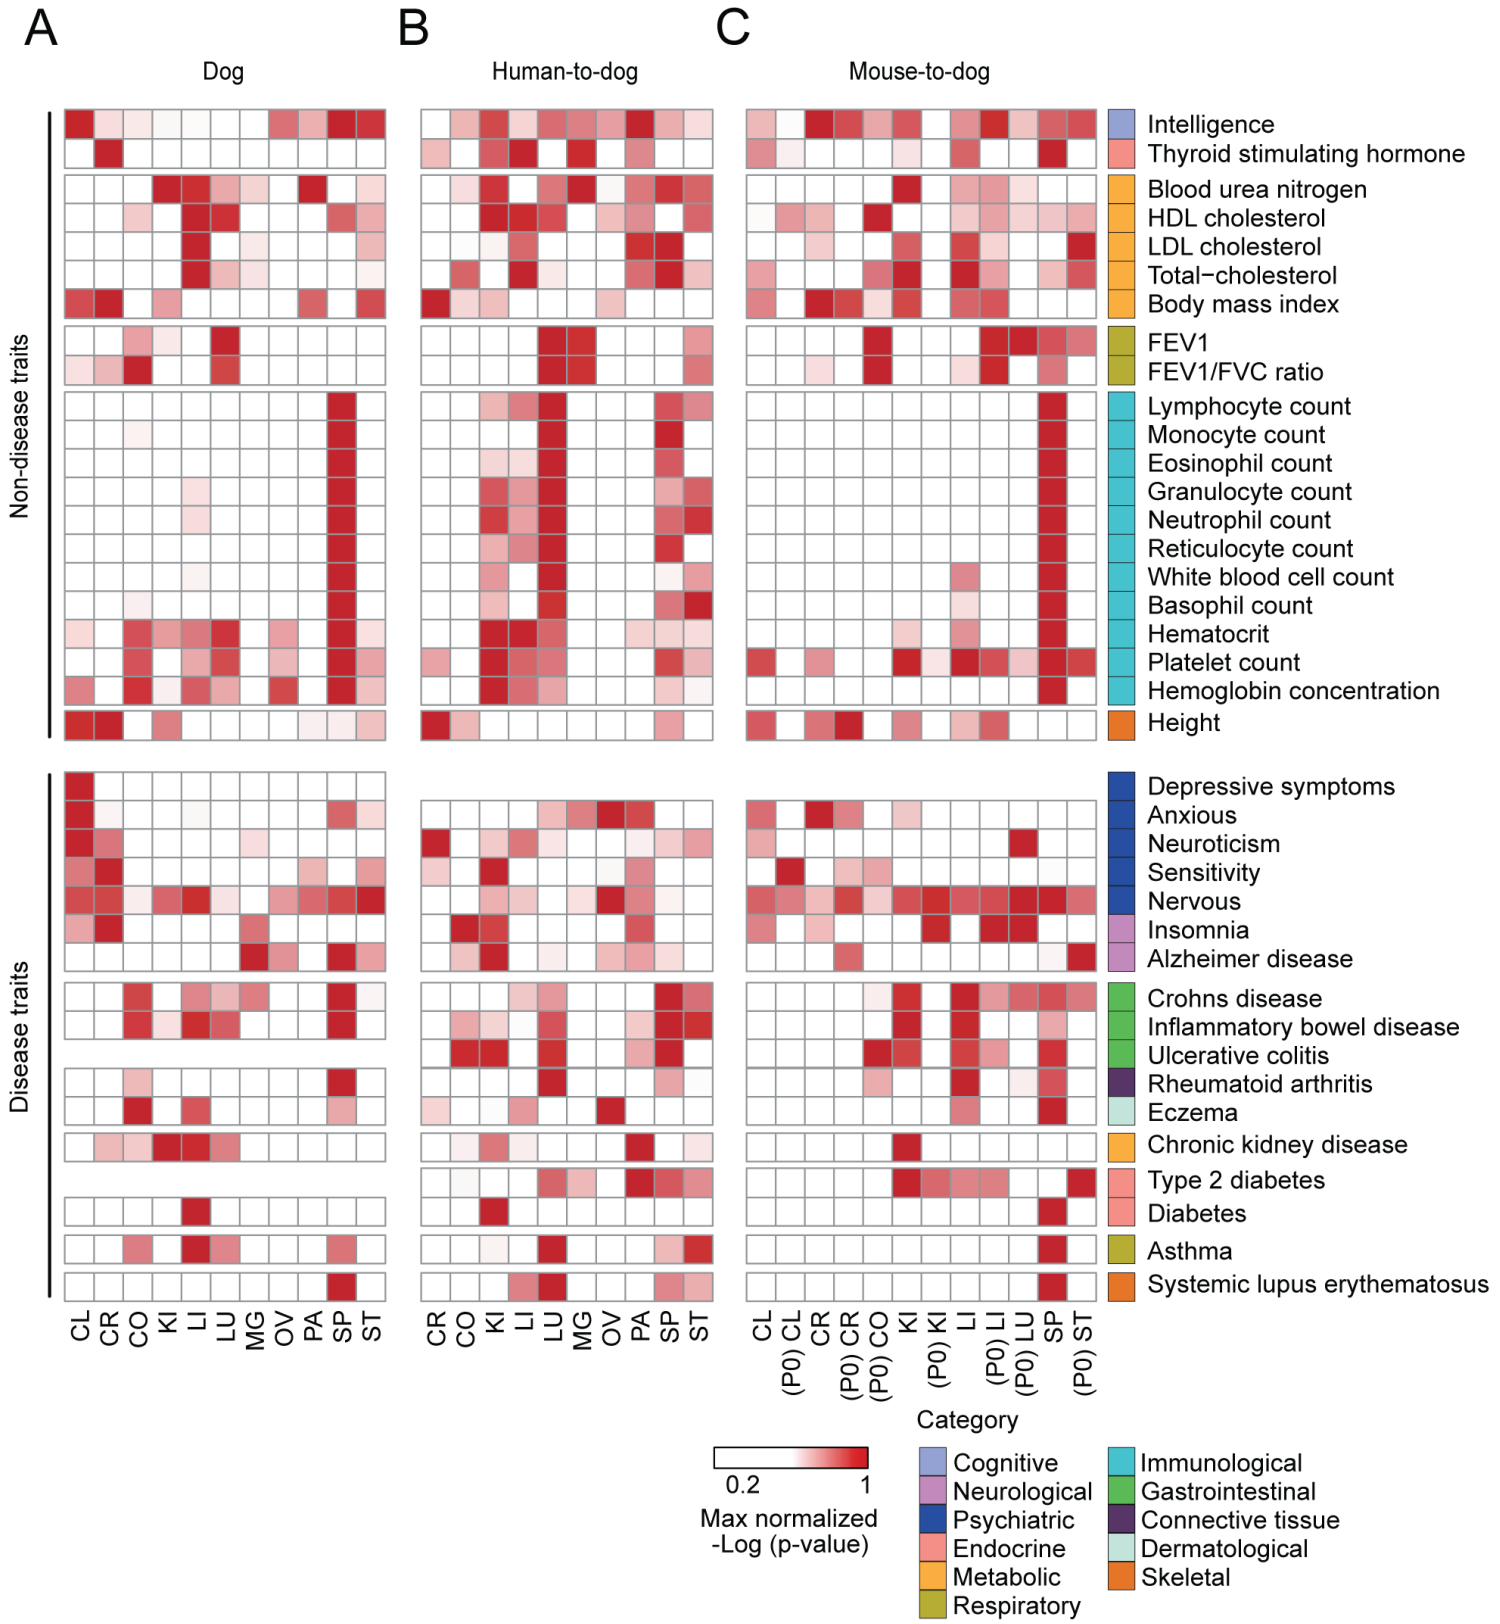 A
B
C
Dog
Human-to-dog
Mouse-to-dog
Non-disease traits
Intelligence
Thyroid stimulating hormone
Blood urea nitrogen
HDL cholesterol
LDL cholesterol
Total−cholesterol
Body mass index
FEV1
FEV1/FVC ratio
Lymphocyte count
Monocyte count
Eosinophil count
Granulocyte count
Neutrophil count
Reticulocyte count
White blood cell count
Basophil count
Hematocrit
Platelet count
Hemoglobin concentration
Height
Disease traits
Depressive symptoms
Anxious
Neuroticism
Sensitivity
Nervous
Insomnia
Alzheimer disease
Crohns disease
Inflammatory bowel disease
Ulcerative colitis
Rheumatoid arthritis
Eczema
Chronic kidney disease
Type 2 diabetes
Diabetes
Asthma
Systemic lupus erythematosus
CL
CR
CO
KI
LI
LU
MG
OV
PA
SP
ST
CR
CO
KI
LI
LU
MG
OV
PA
SP
ST
CL
(P0) CL
CR
(P0) CR
(P0) CO
KI
(P0) KI
LI
(P0) LI
(P0) LU
SP
(P0) ST
0.2
1
Max normalized
-Log (p-value)
Category
Cognitive
Neurological
Psychiatric
Endocrine
Metabolic
Respiratory
Immunological
Gastrointestinal
Connective tissue
Dermatological
Skeletal